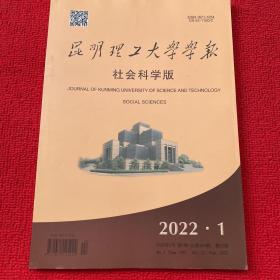 昆明理工大学学报
社会科学版
JOURNAL OF KUNMING UNIVERSITY OF SCIENCE AND TECHNOLOGY
SOCIAL SCIENCES
2022·1